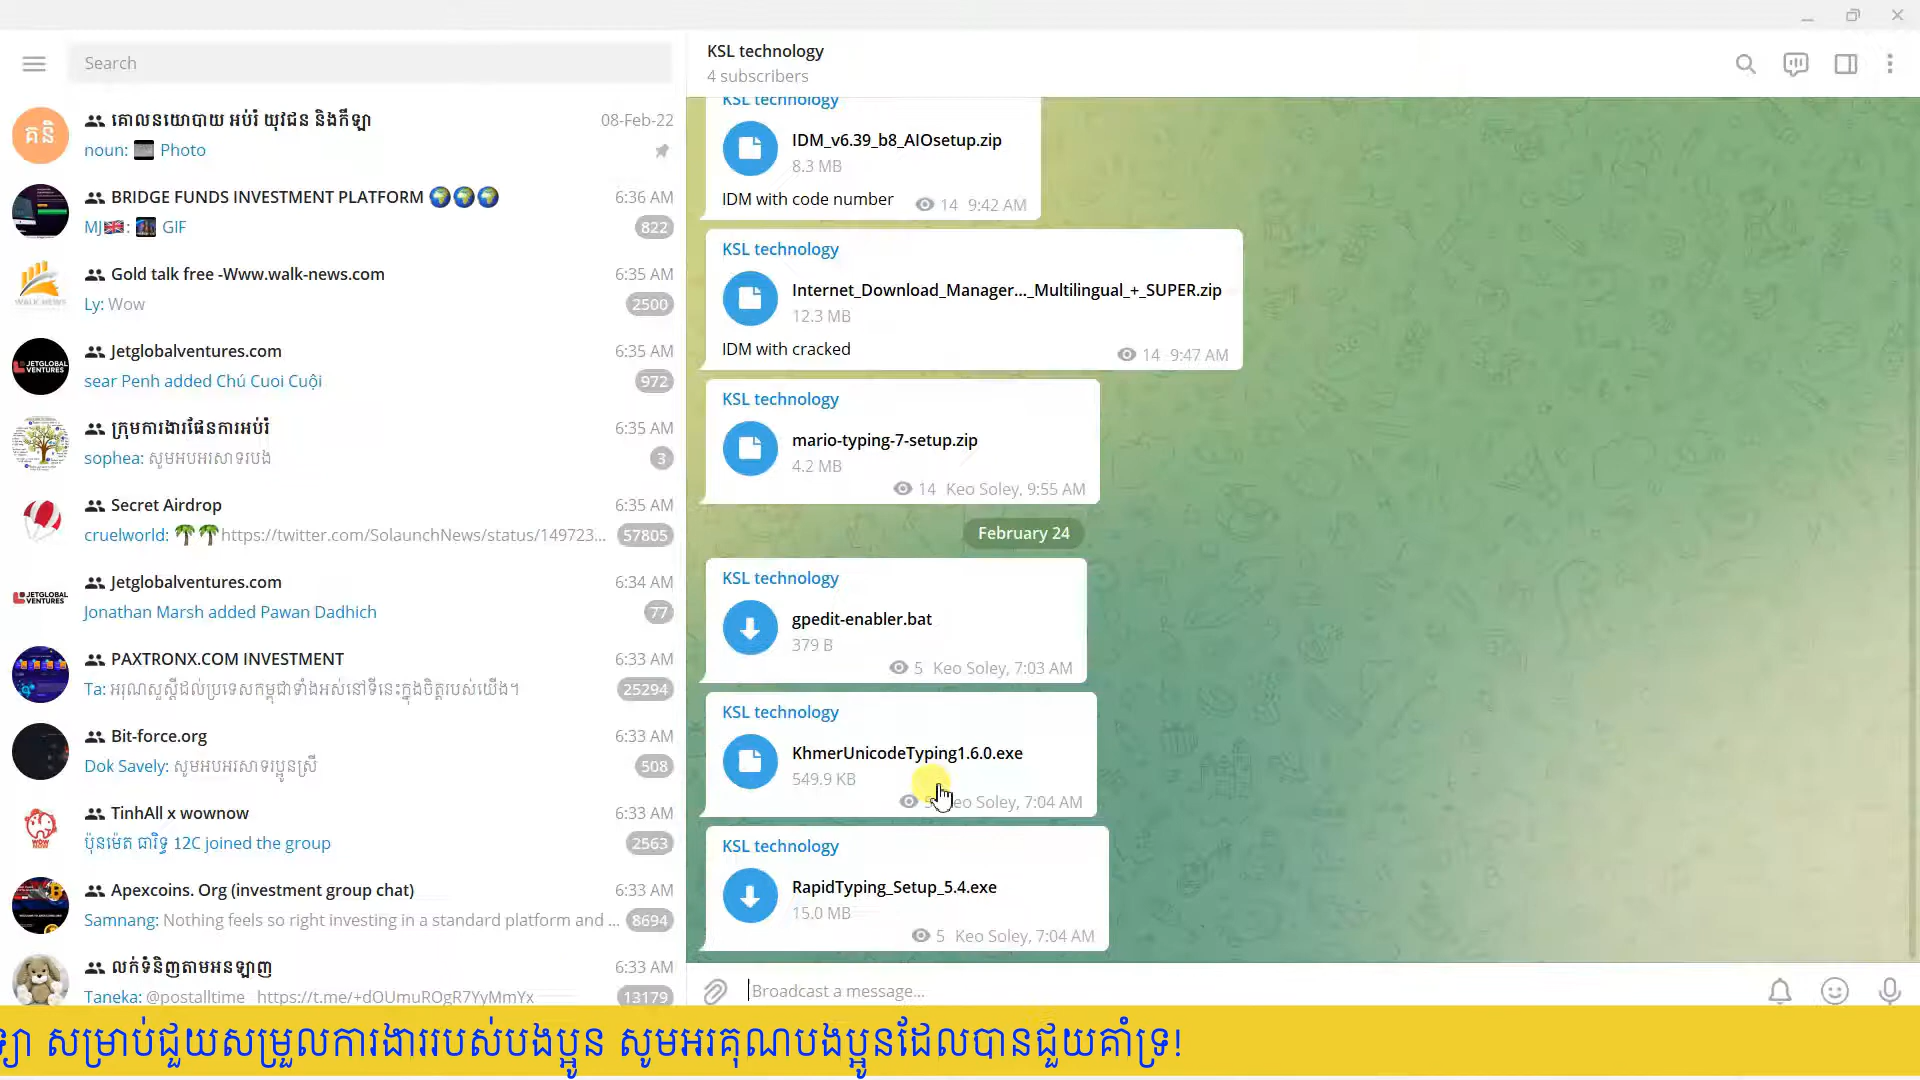 Search
គនិ
គោលនយោបាយ អប់រំ យុវជន និងកីឡា
08-Feb-22
noun: Photo
BRIDGE FUNDS INVESTMENT PLATFORM 🌍🌍🌍
6:36 AM
MJ🇬🇧: GIF
822
Gold talk free -Www.walk-news.com
6:35 AM
Ly: Wow
2500
Jetglobalventures.com
6:35 AM
sear Penh added Chú Cuoi Cuội
972
ក្រុមការងារផែនការអប់រំ
6:35 AM
sophea: សូមអបអរសាទរបង
3
Secret Airdrop
6:35 AM
cruelworld: 🌴🌴https://twitter.com/SolaunchNews/status/149723...
57805
Jetglobalventures.com
6:34 AM
Jonathan Marsh added Pawan Dadhich
77
PAXTRONX.COM INVESTMENT
6:33 AM
Ta: អរុណសួស្តីដល់ប្រទេសកម្ពុជាទាំងអស់នៅទីនេះក្នុងចិត្តរបស់យើង។
25294
Bit-force.org
6:33 AM
Dok Savely: សូមអបអរសាទរប្អូនស្រី
508
TinhAll x wownow
6:33 AM
ប៉ុនម៉េត ធារិទ្ធ 12C joined the group
2563
Apexcoins. Org (investment group chat)
6:33 AM
Samnang: Nothing feels so right investing in a standard platform and ...
8694
លក់ទំនិញតាមអនឡាញ
6:33 AM
Taneka: @postalltime https://t.me/+dOUmuROgR7YyMmYx
13179
KSL technology
4 subscribers
KSL technology
IDM_v6.39_b8_AIOsetup.zip
8.3 MB
IDM with code number
14 9:42 AM
KSL technology
Internet_Download_Manager..._Multilingual_+_SUPER.zip
12.3 MB
IDM with cracked
14 9:47 AM
KSL technology
mario-typing-7-setup.zip
4.2 MB
14 Keo Soley, 9:55 AM
February 24
KSL technology
gpedit-enabler.bat
379 B
5 Keo Soley, 7:03 AM
KSL technology
KhmerUnicodeTyping1.6.0.exe
549.9 KB
Soley, 7:04 AM
KSL technology
RapidTyping_Setup_5.4.exe
15.0 MB
5 Keo Soley, 7:04 AM
Broadcast a message...
សម្រាប់ជួយសម្រួលការងាររបស់បងប្អូន សូមអរគុណបងប្អូនដែលបានជួយគាំទ្រ!